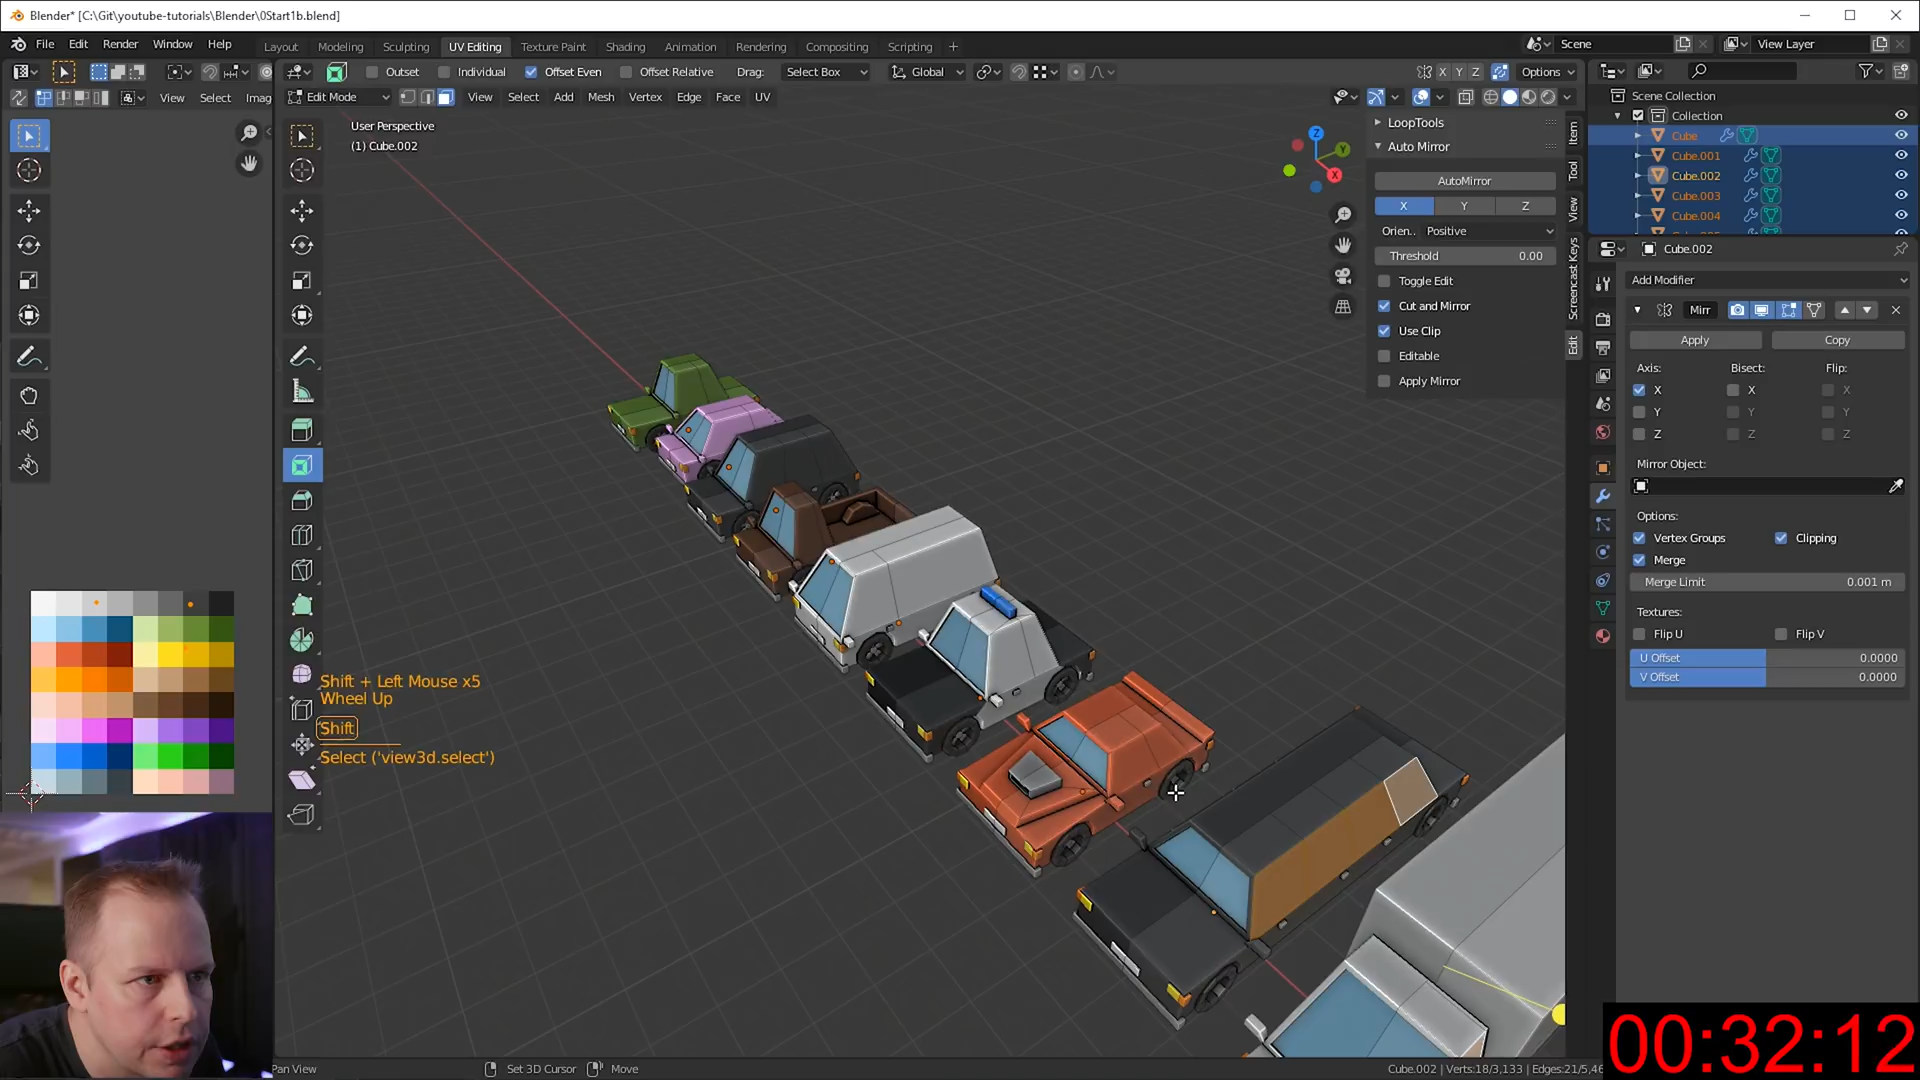 Blender* [C:\Git\youtube-tutorials\Blender\0Start1b.blend]
File Edit Render Window Help Layout Modeling Sculpting UV Editing Texture Paint Shading Animation Rendering Compositing Scripting + Scene View Layer
Outset Individual Offset Even Offset Relative Drag: Select Box Global X Y Z Options
View Select Imag Edit Mode View Select Add Mesh Vertex Edge Face UV
User Perspective
(1) Cube.002
Z
Y
X
LoopTools
Auto Mirror
AutoMirror
X Y Z
Orien.. Positive
Threshold 0.00
Toggle Edit
Cut and Mirror
Use Clip
Editable
Apply Mirror
Item
Tool
View
Screencast Keys
Edit
Scene Collection
Collection
Cube
Cube.001
Cube.002
Cube.003
Cube.004
Cube.002
Add Modifier
Mirr
Apply Copy
Axis: Bisect: Flip:
X X X
Y Y Y
Z Z Z
Mirror Object:
Options:
Vertex Groups Clipping
Merge
Merge Limit 0.001 m
Textures:
Flip U Flip V
U Offset 0.0000
V Offset 0.0000
Shift + Left Mouse x5
Wheel Up
Shift
Select ('view3d.select')
Pan View Set 3D Cursor Move Cube.002 | Verts:18/3,133 | Edges:21/5,46
00:32:12